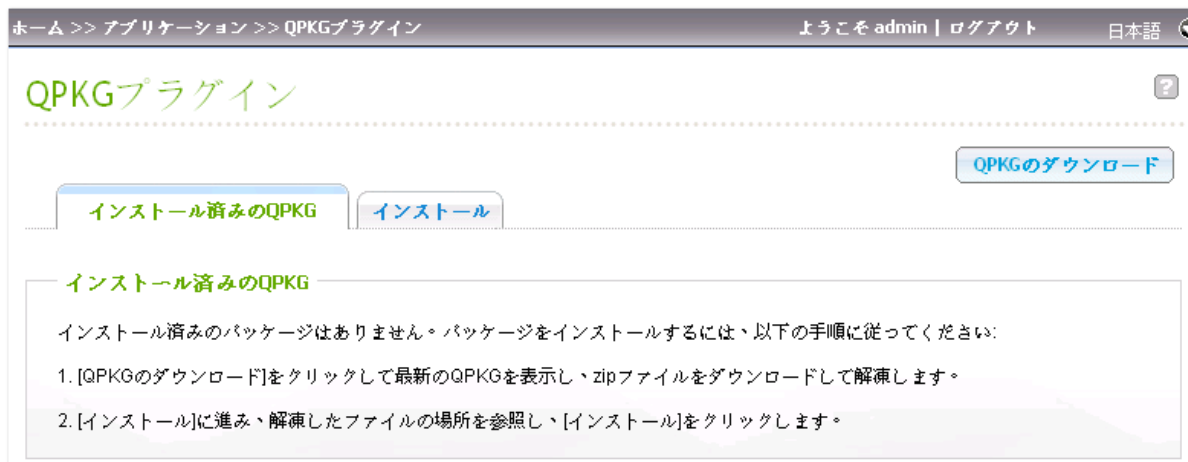 ホーム >> アプリケーション >> QPKGプラグイン ようこそ admin | ログアウト 日本語
QPKGプラグイン
?
QPKGのダウンロード
インストール済みのQPKG インストール
インストール済みのQPKG
インストール済みのパッケージはありません。パッケージをインストールするには、以下の手順に従ってください:
1. [QPKGのダウンロード]をクリックして最新のQPKGを表示し、zipファイルをダウンロードして解凍します。
2. [インストール]に進み、解凍したファイルの場所を参照し、[インストール]をクリックします。